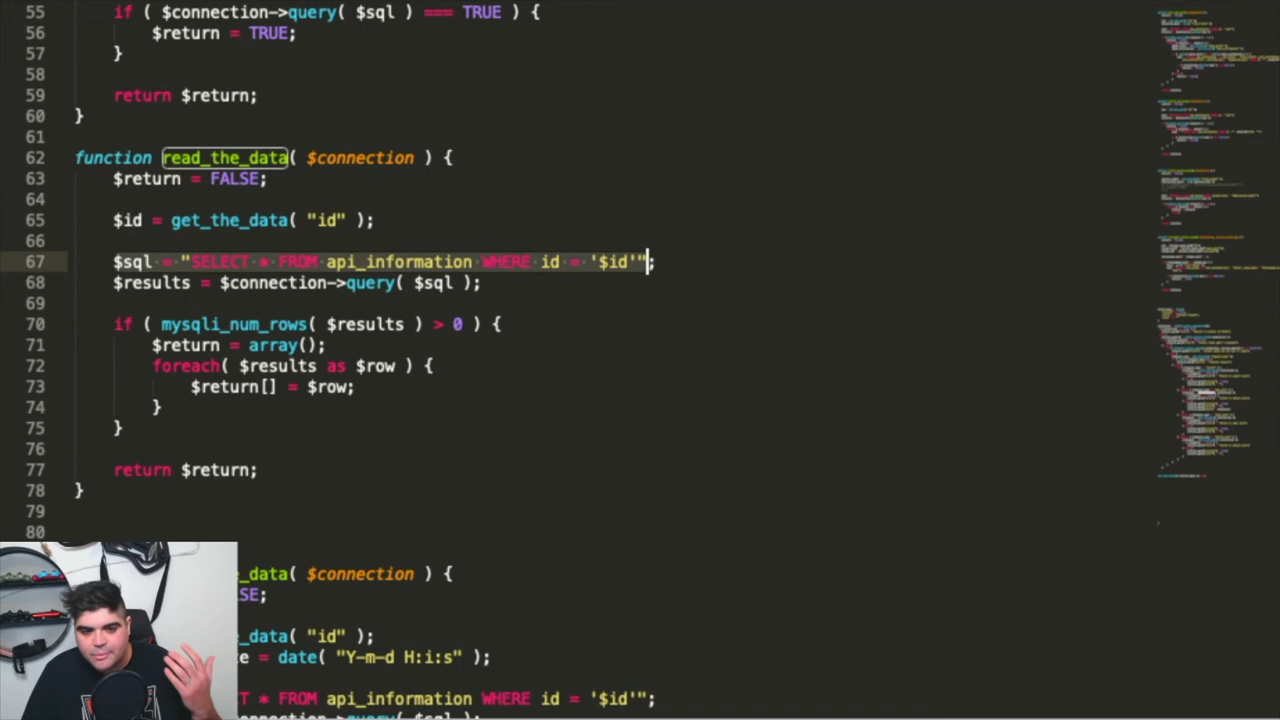 55 if ( $connection->query( $sql ) === TRUE ) {
56 $return = TRUE;
57 }
58
59 return $return;
60 }
61
62 function read_the_data( $connection ) {
63 $return = FALSE;
64
65 $id = get_the_data( "id" );
66
67 $sql = "SELECT * FROM api_information WHERE id = '$id'";
68 $results = $connection->query( $sql );
69
70 if ( mysqli_num_rows( $results ) > 0 ) {
71 $return = array();
72 foreach( $results as $row ) {
73 $return[] = $row;
74 }
75 }
76
77 return $return;
78 }
79
80
_data( $connection ) {
SE;
e_data( "id" );
e = date( "Y-m-d H:i:s" );
T * FROM api_information WHERE id = '$id'";
connection->query( $sql );